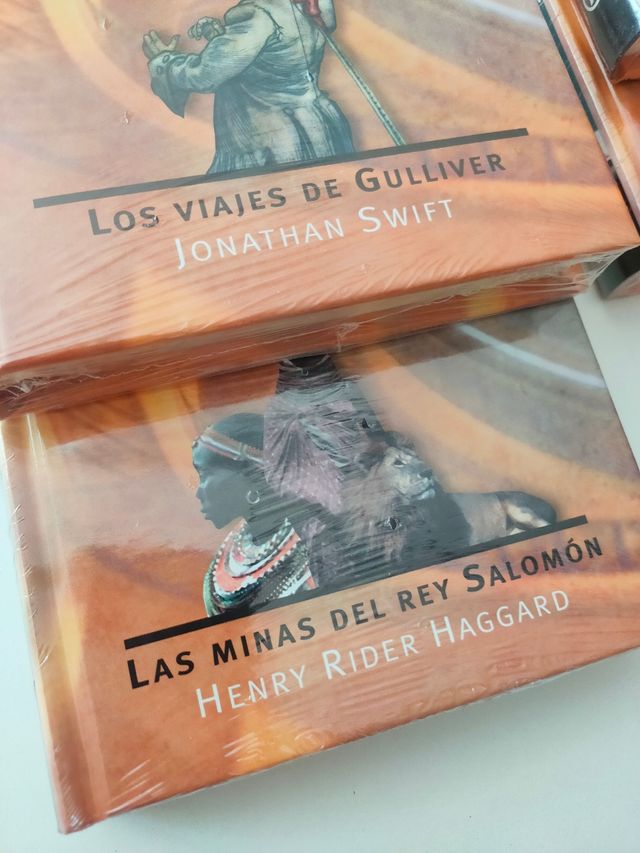 LOS VIAJES DE GULLIVER
JONATHAN SWIFT
LAS MINAS DEL REY SALOMÓN
HENRY RIDER HAGGARD